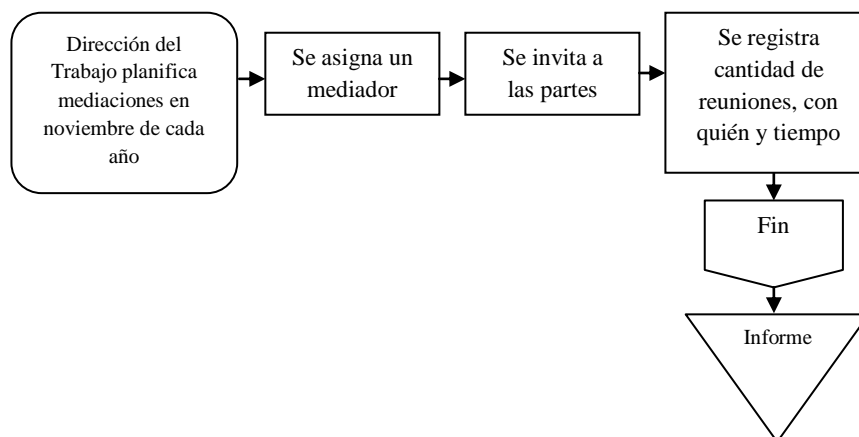 Dirección del
Trabajo planifica
mediaciones en
noviembre de cada
año
Se asigna un
mediador
Se invita a
las partes
Se registra
cantidad de
reuniones, con
quién y tiempo
Fin
Informe